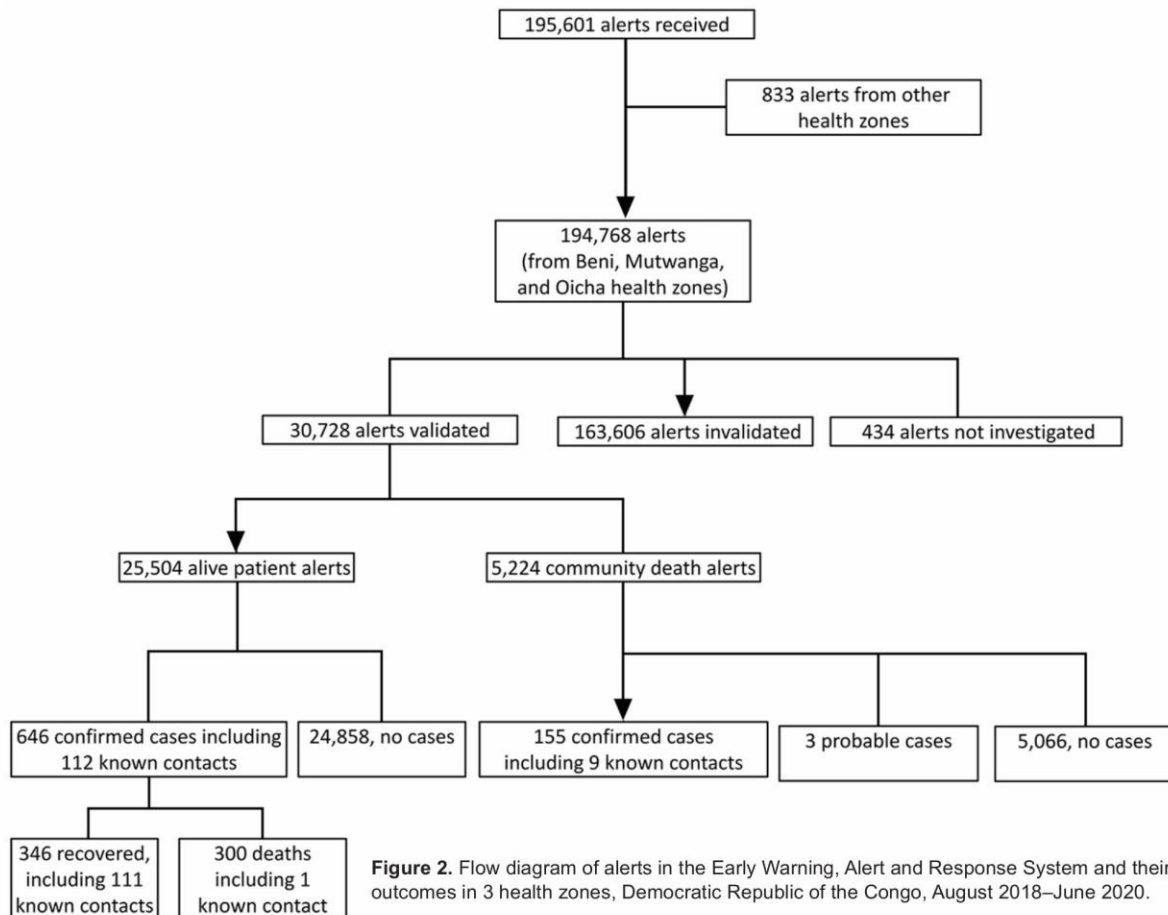 195,601 alerts received
833 alerts from other
health zones
194,768 alerts
(from Beni, Mutwanga,
and Oicha health zones)
30,728 alerts validated
163,606 alerts invalidated
434 alerts not investigated
25,504 alive patient alerts
5,224 community death alerts
646 confirmed cases including
112 known contacts
24,858, no cases
155 confirmed cases
including 9 known contacts
3 probable cases
5,066, no cases
346 recovered,
including 111
known contacts
300 deaths
including 1
known contact
Figure 2. Flow diagram of alerts in the Early Warning, Alert and Response System and their
outcomes in 3 health zones, Democratic Republic of the Congo, August 2018–June 2020.